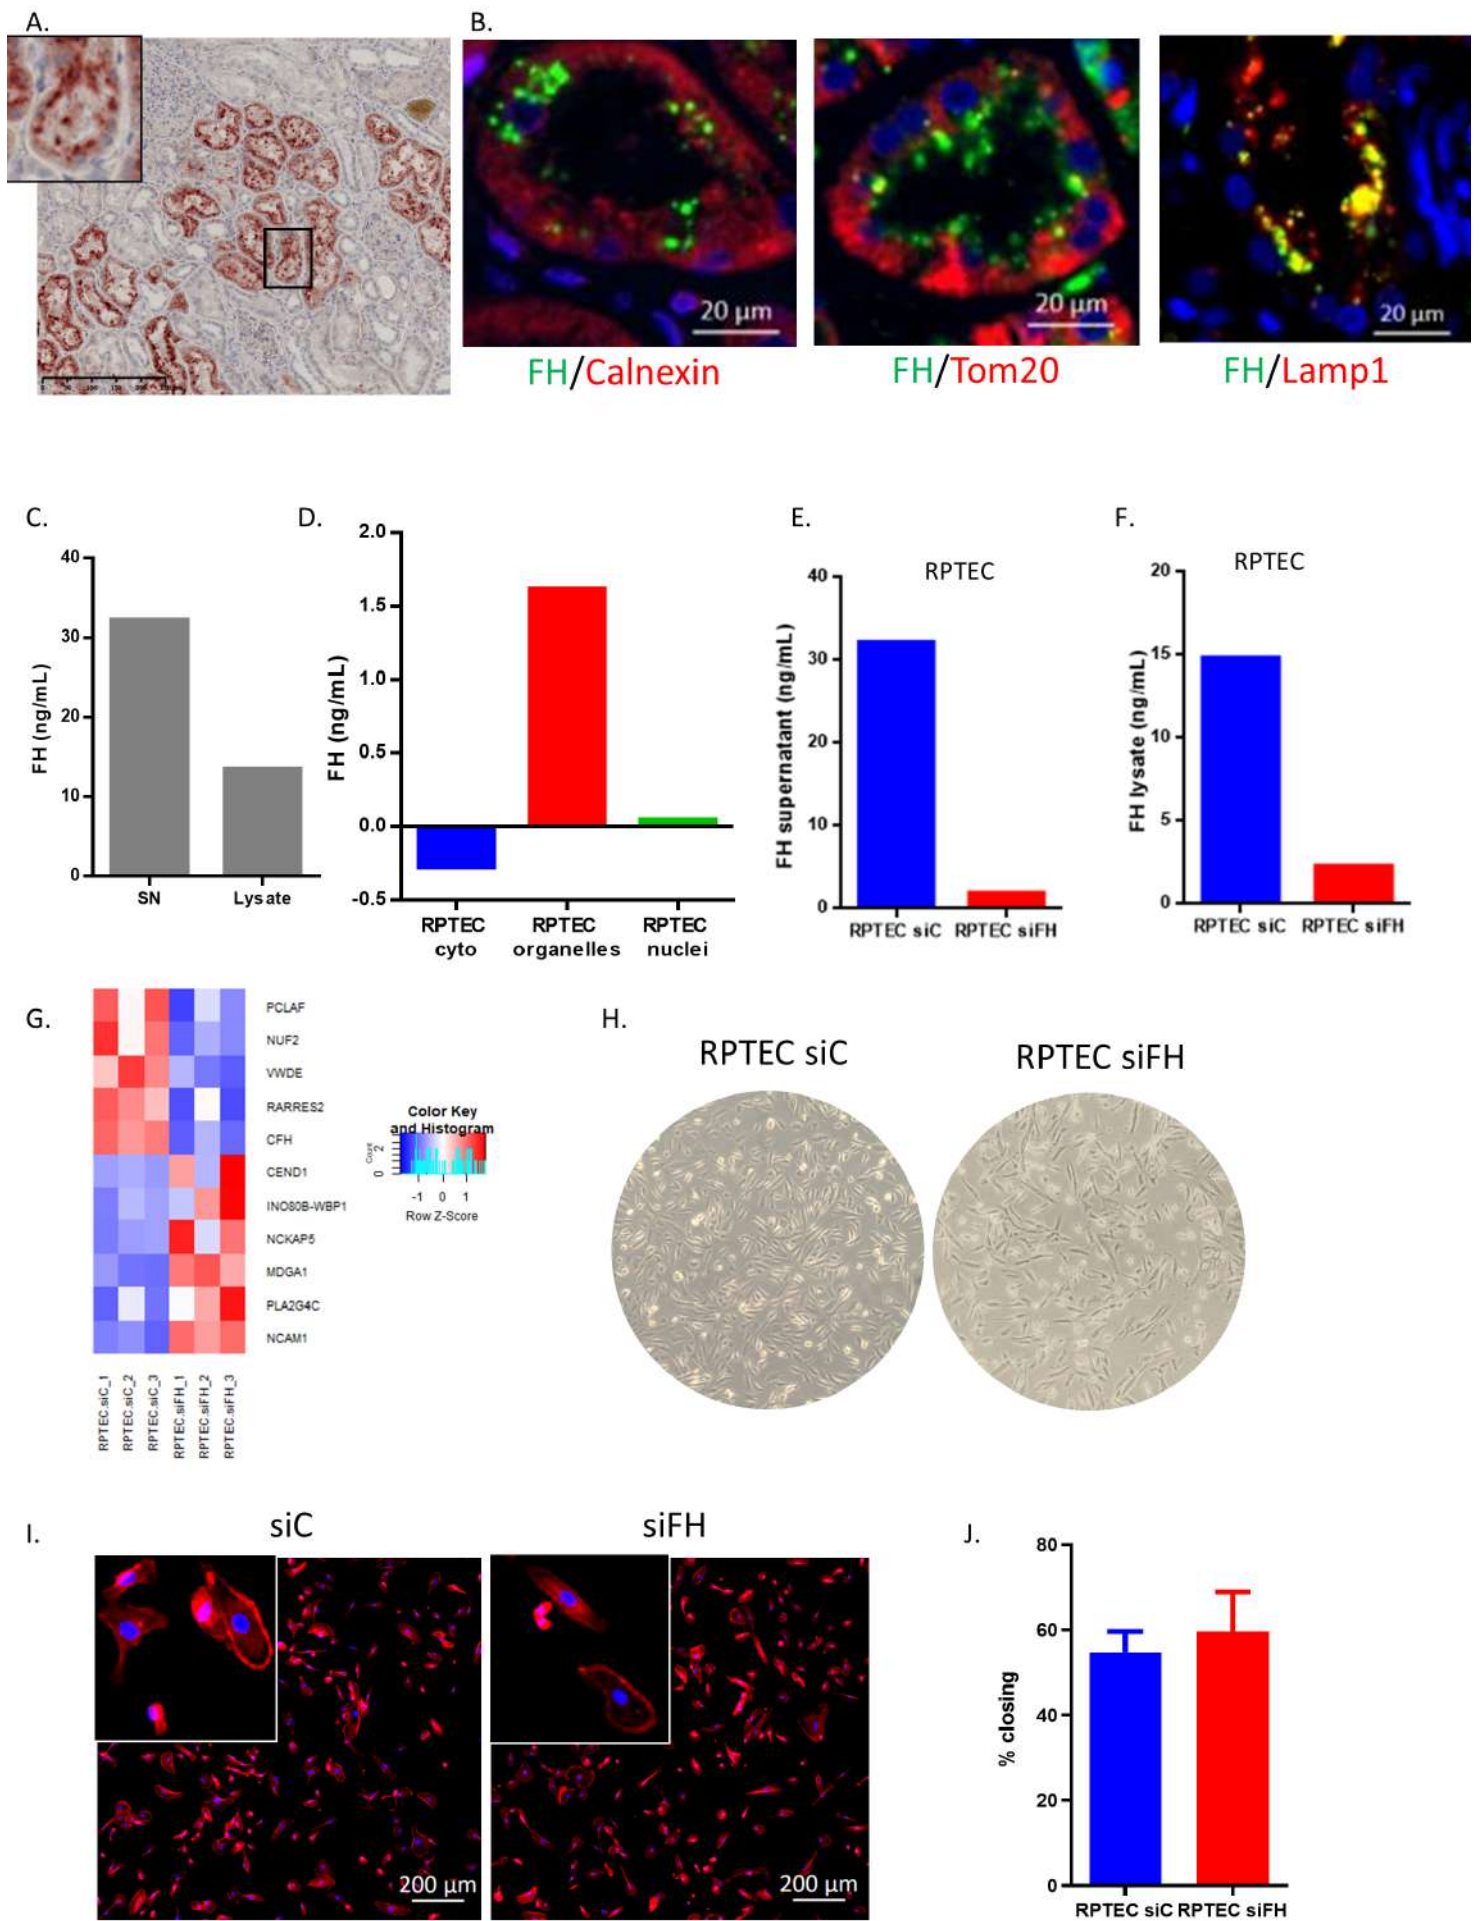 A.
B.
20 µm
20 µm
20 µm
FH/Calnexin
FH/Tom20
FH/Lamp1
C.
D.
E.
F.
FH (ng/mL)
40
30
20
10
0
SN
Lysate
FH (ng/mL)
2.0
1.5
1.0
0.5
0.0
-0.5
RPTEC
cyto
RPTEC
organelles
RPTEC
nuclei
RPTEC
FH supernatant (ng/mL)
40
30
20
10
0
RPTEC siC
RPTEC siFH
RPTEC
FH lysate (ng/mL)
20
15
10
5
0
RPTEC siC
RPTEC siFH
G.
PCLAF
NUF2
VWDE
RARRES2
CFH
CEND1
INO80B-WBP1
NCKAP5
MDGA1
PLA2G4C
NCAM1
RPTEC.siC_1
RPTEC.siC_2
RPTEC.siC_3
RPTEC.siFH_1
RPTEC.siFH_2
RPTEC.siFH_3
Color Key
and Histogram
Count
0 2
-1 0 1
Row Z-Score
H.
RPTEC siC
RPTEC siFH
I.
siC
siFH
200 µm
200 µm
J.
% closing
80
60
40
20
0
RPTEC siC
RPTEC siFH